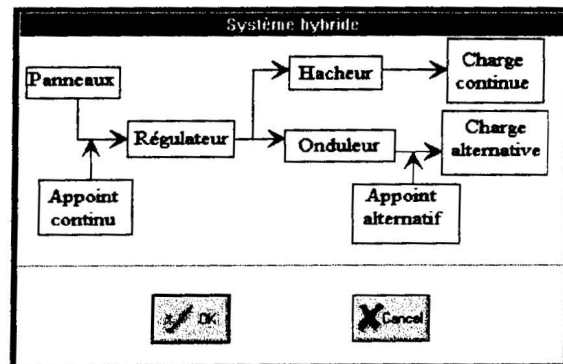 Système hybride
Panneaux
Hacheur
Charge
continue
Régulateur
Onduleur
Charge
alternative
Appoint
continu
Appoint
alternatif
OK
Cancel